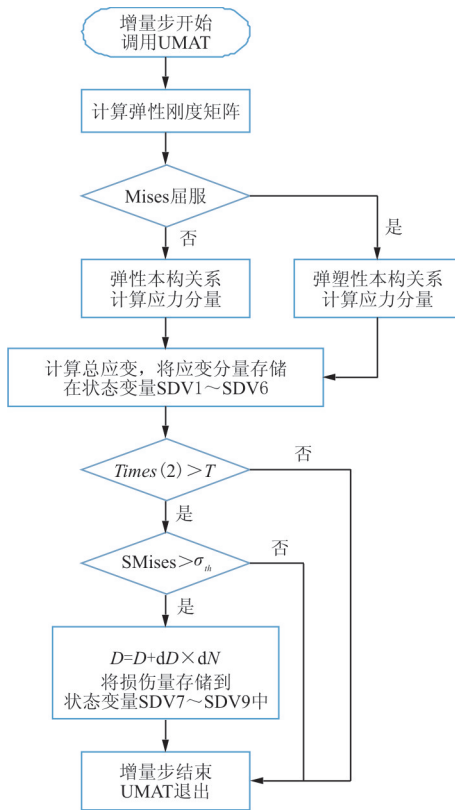 增量步开始
调用UMAT
计算弹性刚度矩阵
Mises屈服
否
是
弹性本构关系
计算应力分量
弹塑性本构关系
计算应力分量
计算总应变，将应变分量存储
在状态变量SDV1～SDV6
Times(2)>T
否
是
SMises>σth
否
是
D=D+dD×dN
将损伤量存储到
状态变量SDV7～SDV9中
增量步结束
UMAT退出